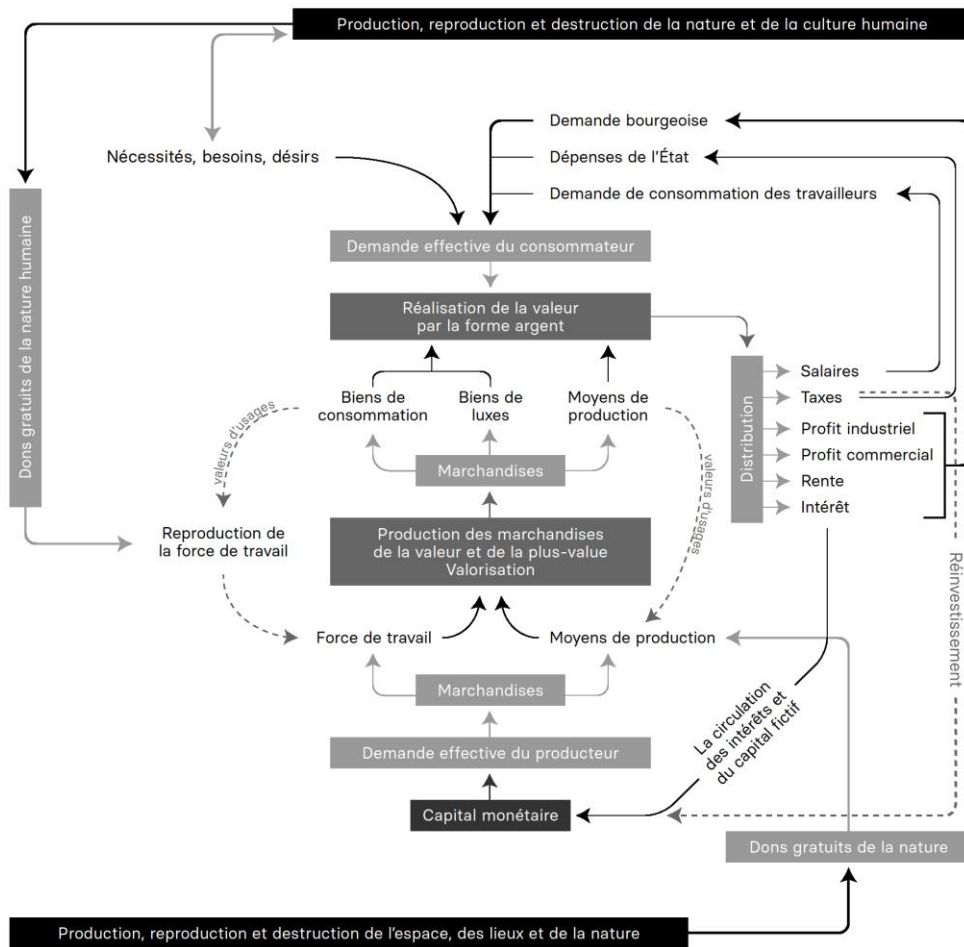 Production, reproduction et destruction de la nature et de la culture humaine
Demande bourgeoise
Nécessités, besoins, désirs
Dépenses de l'État
Demande de consommation des travailleurs
Dons gratuits de la nature humaine
Demande effective du consommateur
Réalisation de la valeur
par la forme argent
Distribution
Salaires
Taxes
Profit industriel
Profit commercial
Rente
Intérêt
Biens de
consommation
Biens de
luxes
Moyens de
production
valeurs d'usages
valeurs d'usages
Marchandises
Reproduction de
la force de travail
Production des marchandises
de la valeur et de la plus-value
Valorisation
Réinvestissement
Force de travail
Moyens de production
Marchandises
La circulation
des intérêts et
du capital fictif
Demande effective du producteur
Capital monétaire
Dons gratuits de la nature
Production, reproduction et destruction de l'espace, des lieux et de la nature